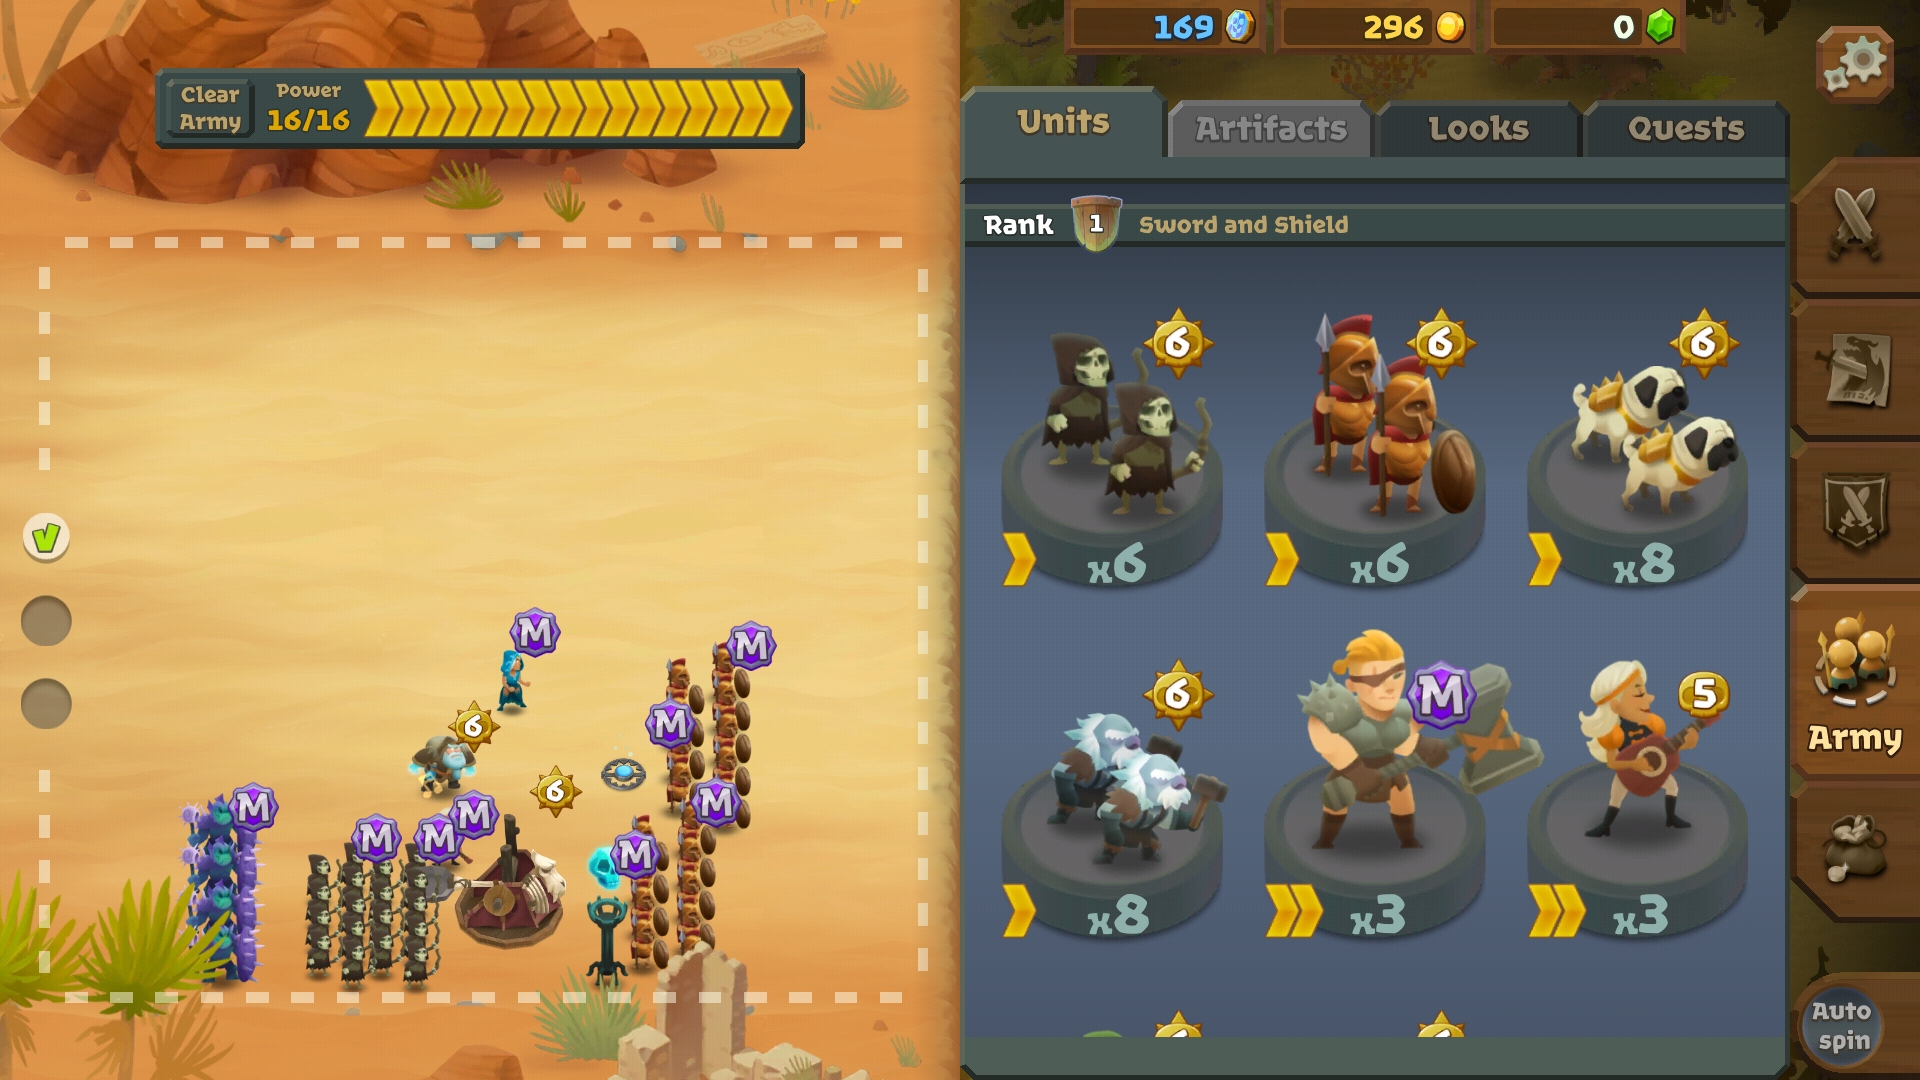 169
296
0
Clear
Army
Power
16/16
Units
Artifacts
Looks
Quests
Rank
1
Sword and Shield
6
6
6
x6
x6
x8
6
M
5
x8
x3
x3
M
M
M
6
M
6
M
M
M
M
M
Army
Auto
spin